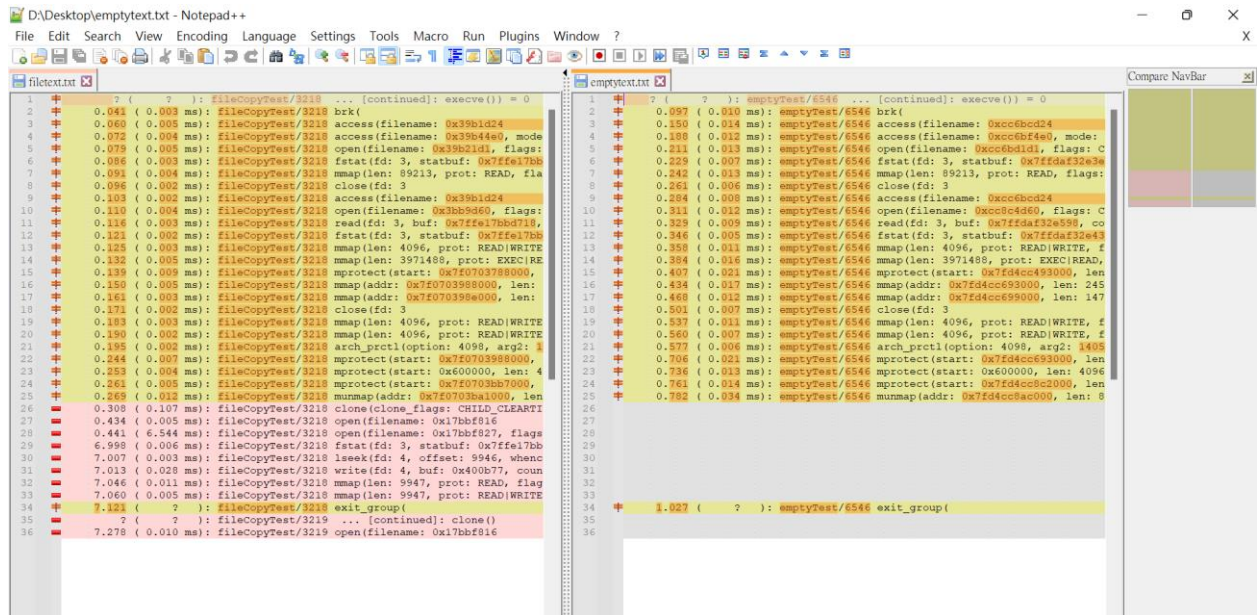 D:\Desktop\emptytext.txt - Notepad++
File Edit Search View Encoding Language Settings Tools Macro Run Plugins Window ?
X
filetext.txt
1 ? ( ? ): fileCopyTest/3218 ... [continued]: execve()) = 0
2 0.041 ( 0.003 ms): fileCopyTest/3218 brk(
3 0.060 ( 0.005 ms): fileCopyTest/3218 access(filename: 0x39b1d24
4 0.072 ( 0.004 ms): fileCopyTest/3218 access(filename: 0x39b44e0, mode
5 0.079 ( 0.005 ms): fileCopyTest/3218 open(filename: 0x39b21d1, flags:
6 0.086 ( 0.003 ms): fileCopyTest/3218 fstat(fd: 3, statbuf: 0x7ffe17bb
7 0.091 ( 0.004 ms): fileCopyTest/3218 mmap(len: 89213, prot: READ, fla
8 0.096 ( 0.002 ms): fileCopyTest/3218 close(fd: 3
9 0.103 ( 0.002 ms): fileCopyTest/3218 access(filename: 0x39b1d24
10 0.110 ( 0.004 ms): fileCopyTest/3218 open(filename: 0x3bb9d60, flags:
11 0.116 ( 0.003 ms): fileCopyTest/3218 read(fd: 3, buf: 0x7ffe17bbd718,
12 0.121 ( 0.002 ms): fileCopyTest/3218 fstat(fd: 3, statbuf: 0x7ffe17bb
13 0.125 ( 0.003 ms): fileCopyTest/3218 mmap(len: 4096, prot: READ|WRITE
14 0.132 ( 0.005 ms): fileCopyTest/3218 mmap(len: 3971488, prot: EXEC|RE
15 0.139 ( 0.009 ms): fileCopyTest/3218 mprotect(start: 0x7f0703788000,
16 0.150 ( 0.005 ms): fileCopyTest/3218 mmap(addr: 0x7f0703988000, len:
17 0.161 ( 0.003 ms): fileCopyTest/3218 mmap(addr: 0x7f070398e000, len:
18 0.171 ( 0.002 ms): fileCopyTest/3218 close(fd: 3
19 0.183 ( 0.003 ms): fileCopyTest/3218 mmap(len: 4096, prot: READ|WRITE
20 0.190 ( 0.002 ms): fileCopyTest/3218 mmap(len: 4096, prot: READ|WRITE
21 0.195 ( 0.002 ms): fileCopyTest/3218 arch_prctl(option: 4098, arg2: 1
22 0.244 ( 0.007 ms): fileCopyTest/3218 mprotect(start: 0x7f0703988000,
23 0.253 ( 0.004 ms): fileCopyTest/3218 mprotect(start: 0x600000, len: 4
24 0.261 ( 0.005 ms): fileCopyTest/3218 mprotect(start: 0x7f0703bb7000,
25 0.269 ( 0.012 ms): fileCopyTest/3218 munmap(addr: 0x7f0703ba1000, len
26 0.308 ( 0.107 ms): fileCopyTest/3218 clone(clone_flags: CHILD_CLEARTI
27 0.434 ( 0.005 ms): fileCopyTest/3218 open(filename: 0x17bbf816
28 0.441 ( 6.544 ms): fileCopyTest/3218 open(filename: 0x17bbf827, flags
29 6.998 ( 0.006 ms): fileCopyTest/3218 fstat(fd: 3, statbuf: 0x7ffe17bb
30 7.007 ( 0.003 ms): fileCopyTest/3218 lseek(fd: 4, offset: 9946, whenc
31 7.013 ( 0.028 ms): fileCopyTest/3218 write(fd: 4, buf: 0x400b77, coun
32 7.046 ( 0.011 ms): fileCopyTest/3218 mmap(len: 9947, prot: READ, flag
33 7.060 ( 0.005 ms): fileCopyTest/3218 mmap(len: 9947, prot: READ|WRITE
34 7.121 ( ? ): fileCopyTest/3218 exit_group(
35 ? ( ? ): fileCopyTest/3219 ... [continued]: clone()
36 7.278 ( 0.010 ms): fileCopyTest/3219 open(filename: 0x17bbf816
emptytext.txt
1 ? ( ? ): emptyTest/6546 ... [continued]: execve()) = 0
2 0.097 ( 0.010 ms): emptyTest/6546 brk(
3 0.150 ( 0.014 ms): emptyTest/6546 access(filename: 0xcc6bcd24
4 0.188 ( 0.012 ms): emptyTest/6546 access(filename: 0xcc6bf4e0, mode:
5 0.211 ( 0.013 ms): emptyTest/6546 open(filename: 0xcc6bd1d1, flags: C
6 0.229 ( 0.007 ms): emptyTest/6546 fstat(fd: 3, statbuf: 0x7ffdaf32e3e
7 0.242 ( 0.013 ms): emptyTest/6546 mmap(len: 89213, prot: READ, flags:
8 0.261 ( 0.006 ms): emptyTest/6546 close(fd: 3
9 0.284 ( 0.008 ms): emptyTest/6546 access(filename: 0xcc6bcd24
10 0.311 ( 0.012 ms): emptyTest/6546 open(filename: 0xcc8c4d60, flags: C
11 0.329 ( 0.009 ms): emptyTest/6546 read(fd: 3, buf: 0x7ffdaf32e598, co
12 0.346 ( 0.005 ms): emptyTest/6546 fstat(fd: 3, statbuf: 0x7ffdaf32e43
13 0.358 ( 0.011 ms): emptyTest/6546 mmap(len: 4096, prot: READ|WRITE, f
14 0.384 ( 0.016 ms): emptyTest/6546 mmap(len: 3971488, prot: EXEC|READ,
15 0.407 ( 0.021 ms): emptyTest/6546 mprotect(start: 0x7fd4cc493000, len
16 0.434 ( 0.017 ms): emptyTest/6546 mmap(addr: 0x7fd4cc693000, len: 245
17 0.468 ( 0.012 ms): emptyTest/6546 mmap(addr: 0x7fd4cc699000, len: 147
18 0.501 ( 0.007 ms): emptyTest/6546 close(fd: 3
19 0.537 ( 0.011 ms): emptyTest/6546 mmap(len: 4096, prot: READ|WRITE, f
20 0.560 ( 0.007 ms): emptyTest/6546 mmap(len: 4096, prot: READ|WRITE, f
21 0.577 ( 0.006 ms): emptyTest/6546 arch_prctl(option: 4098, arg2: 1405
22 0.706 ( 0.021 ms): emptyTest/6546 mprotect(start: 0x7fd4cc693000, len
23 0.736 ( 0.013 ms): emptyTest/6546 mprotect(start: 0x600000, len: 4096
24 0.761 ( 0.014 ms): emptyTest/6546 mprotect(start: 0x7fd4cc8c2000, len
25 0.782 ( 0.034 ms): emptyTest/6546 munmap(addr: 0x7fd4cc8ac000, len: 8
26
27
28
29
30
31
32
33
34 1.027 ( ? ): emptyTest/6546 exit_group(
35
36
Compare NavBar